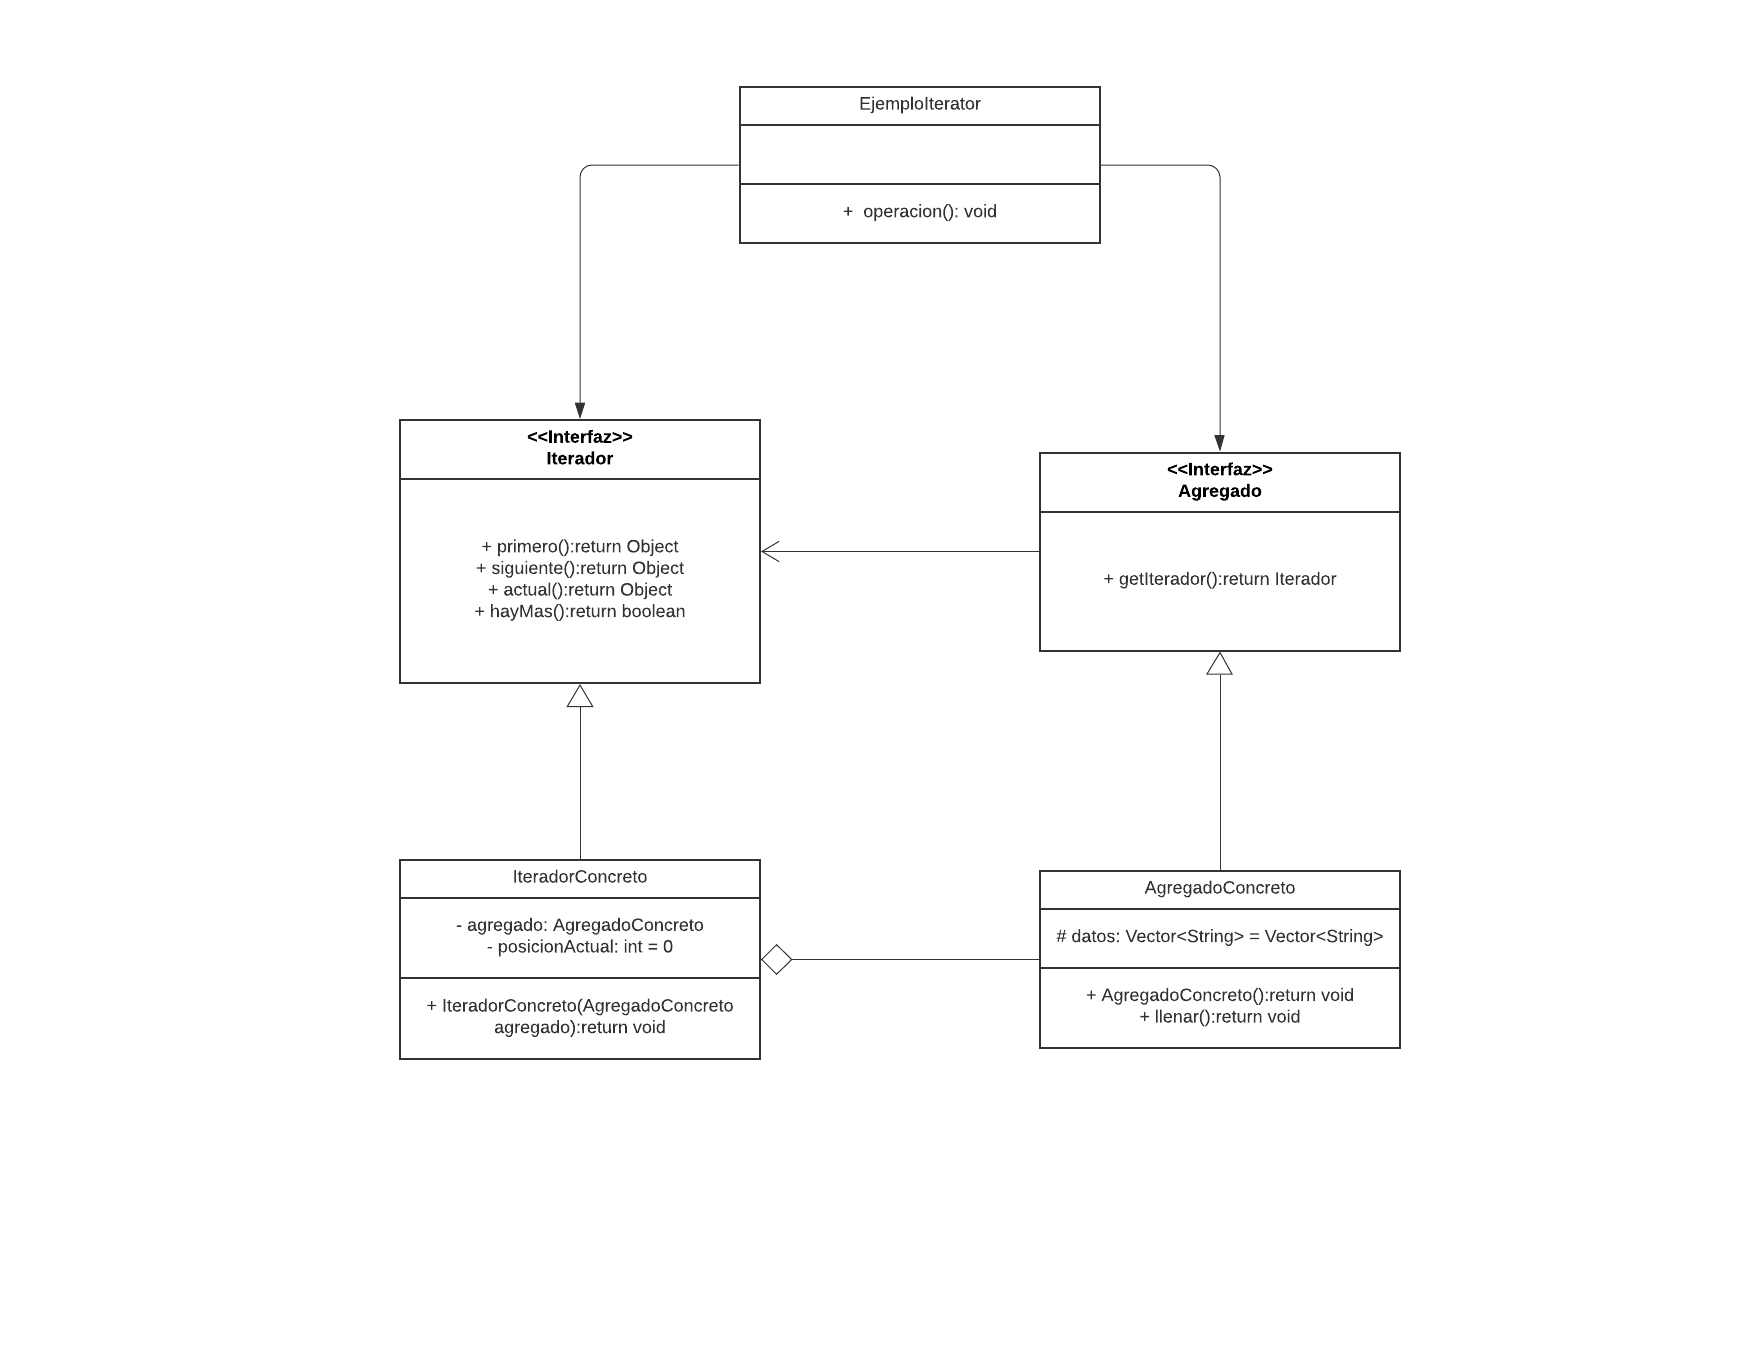 EjemploIterator
+  operacion(): void
<<Interfaz>>
Iterador
+ primero():return Object
+ siguiente():return Object
+ actual():return Object
+ hayMas():return boolean
<<Interfaz>>
Agregado
+ getIterador():return Iterador
IteradorConcreto
- agregado: AgregadoConcreto
- posicionActual: int = 0
+ IteradorConcreto(AgregadoConcreto
agregado):return void
AgregadoConcreto
# datos: Vector<String> = Vector<String>
+ AgregadoConcreto():return void
+ llenar():return void